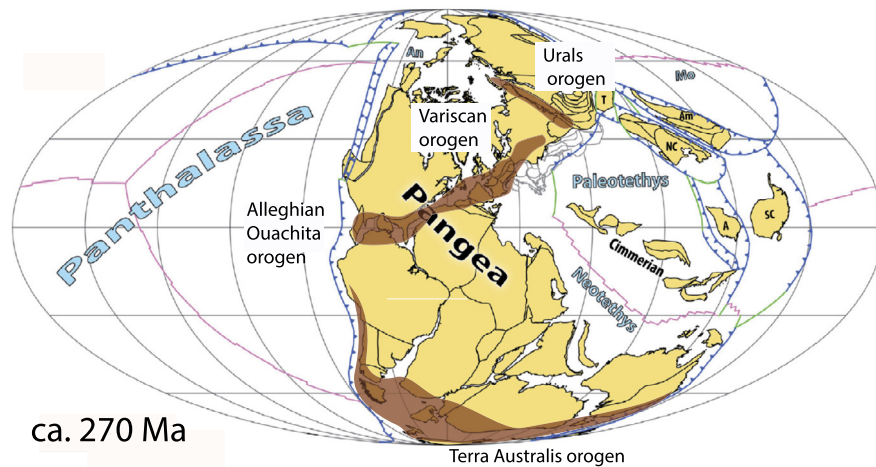 An
Urals
orogen
Mo
Variscan
orogen
T
Am
NC
Panthalassa
Paleotethys
Alleghian
Ouachita
orogen
Pangea
A
SC
Cimmerian
Neotethys
ca. 270 Ma
Terra Australis orogen